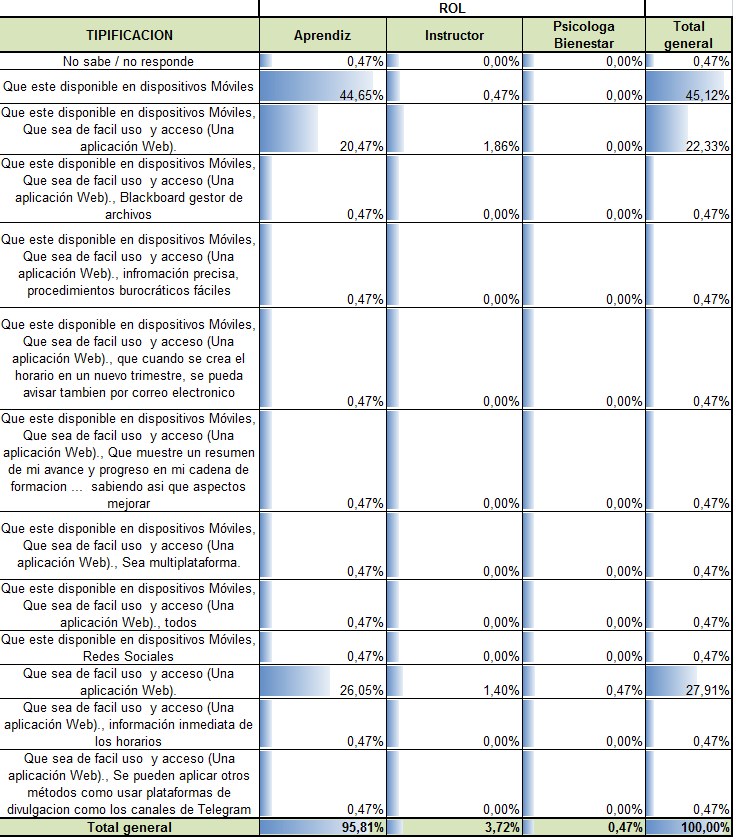 ROL
TIPIFICACION Aprendiz Instructor Psicologa Bienestar Total general
No sabe / no responde 0,47% 0,00% 0,00% 0,47%
Que este disponible en dispositivos Móviles 44,65% 0,47% 0,00% 45,12%
Que este disponible en dispositivos Móviles,
Que sea de facil uso y acceso (Una
aplicación Web). 20,47% 1,86% 0,00% 22,33%
Que este disponible en dispositivos Móviles,
Que sea de facil uso y acceso (Una
aplicación Web)., Blackboard gestor de
archivos 0,47% 0,00% 0,00% 0,47%
Que este disponible en dispositivos Móviles,
Que sea de facil uso y acceso (Una
aplicación Web)., infromación precisa,
procedimientos burocráticos fáciles 0,47% 0,00% 0,00% 0,47%
Que este disponible en dispositivos Móviles,
Que sea de facil uso y acceso (Una
aplicación Web)., que cuando se crea el
horario en un nuevo trimestre, se pueda
avisar tambien por correo electronico 0,47% 0,00% 0,00% 0,47%
Que este disponible en dispositivos Móviles,
Que sea de facil uso y acceso (Una
aplicación Web)., Que muestre un resumen
de mi avance y progreso en mi cadena de
formacion ... sabiendo asi que aspectos
mejorar 0,47% 0,00% 0,00% 0,47%
Que este disponible en dispositivos Móviles,
Que sea de facil uso y acceso (Una
aplicación Web)., Sea multiplataforma. 0,47% 0,00% 0,00% 0,47%
Que este disponible en dispositivos Móviles,
Que sea de facil uso y acceso (Una
aplicación Web)., todos 0,47% 0,00% 0,00% 0,47%
Que este disponible en dispositivos Móviles,
Redes Sociales 0,47% 0,00% 0,00% 0,47%
Que sea de facil uso y acceso (Una
aplicación Web). 26,05% 1,40% 0,47% 27,91%
Que sea de facil uso y acceso (Una
aplicación Web)., información inmediata de
los horarios 0,47% 0,00% 0,00% 0,47%
Que sea de facil uso y acceso (Una
aplicación Web)., Se pueden aplicar otros
métodos como usar plataformas de
divulgacion como los canales de Telegram 0,47% 0,00% 0,00% 0,47%
Total general 95,81% 3,72% 0,47% 100,00%